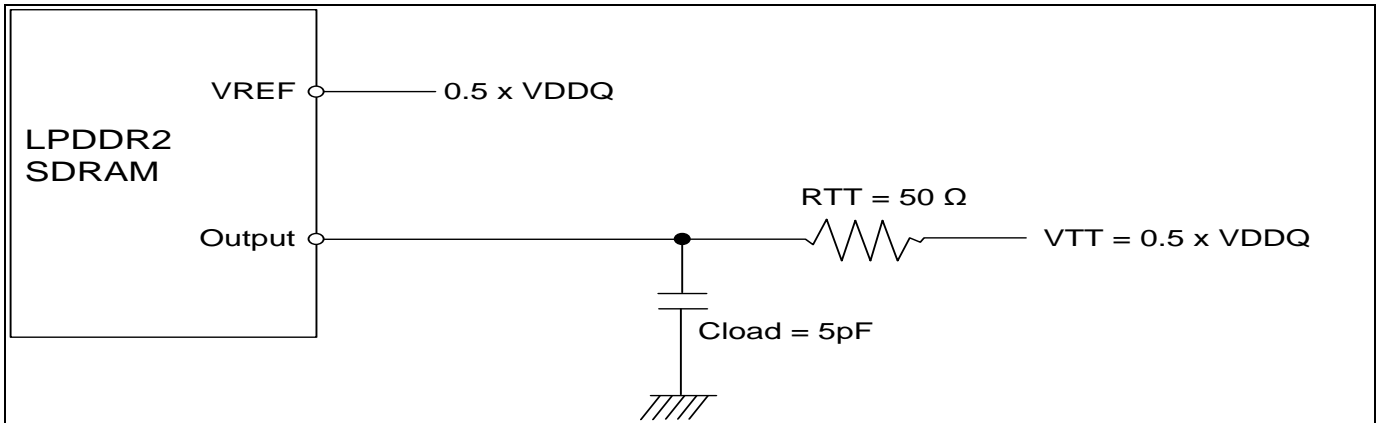 VREF
0.5 x VDDQ
LPDDR2
SDRAM
RTT = 50 Ω
Output
VTT = 0.5 x VDDQ
Cload = 5pF